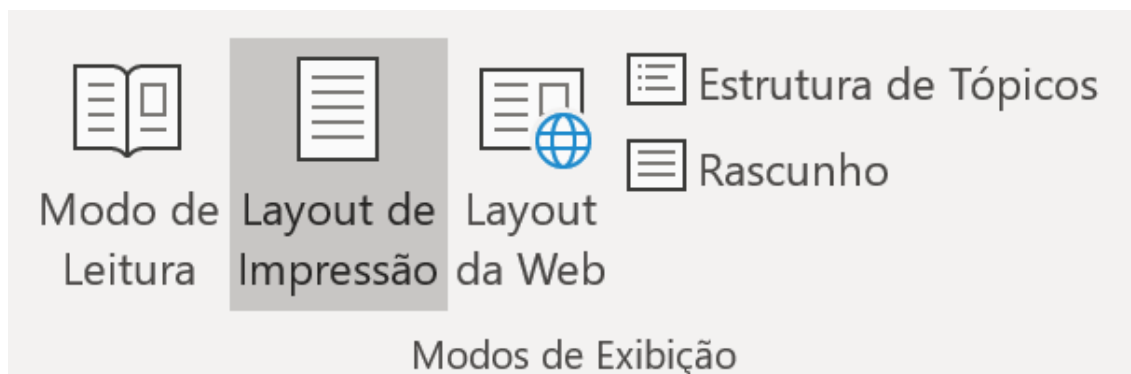 Modo de
Leitura
Layout de
Impressão
Layout
da Web
Estrutura de Tópicos
Rascunho
Modos de Exibição